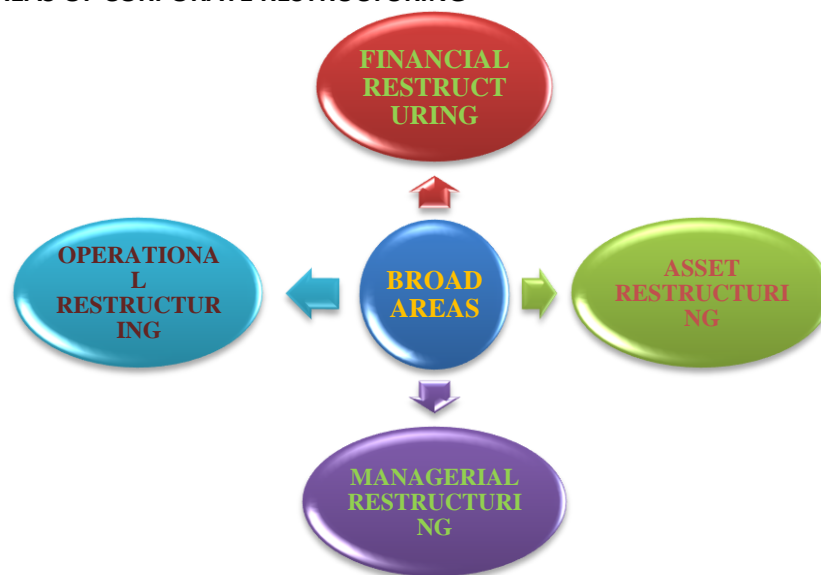 FINANCIAL
RESTRUCT
URING
OPERATIONA
L
RESTRUCTUR
ING
BROAD
AREAS
ASSET
RESTRUCTURI
NG
MANAGERIAL
RESTRUCTURI
NG